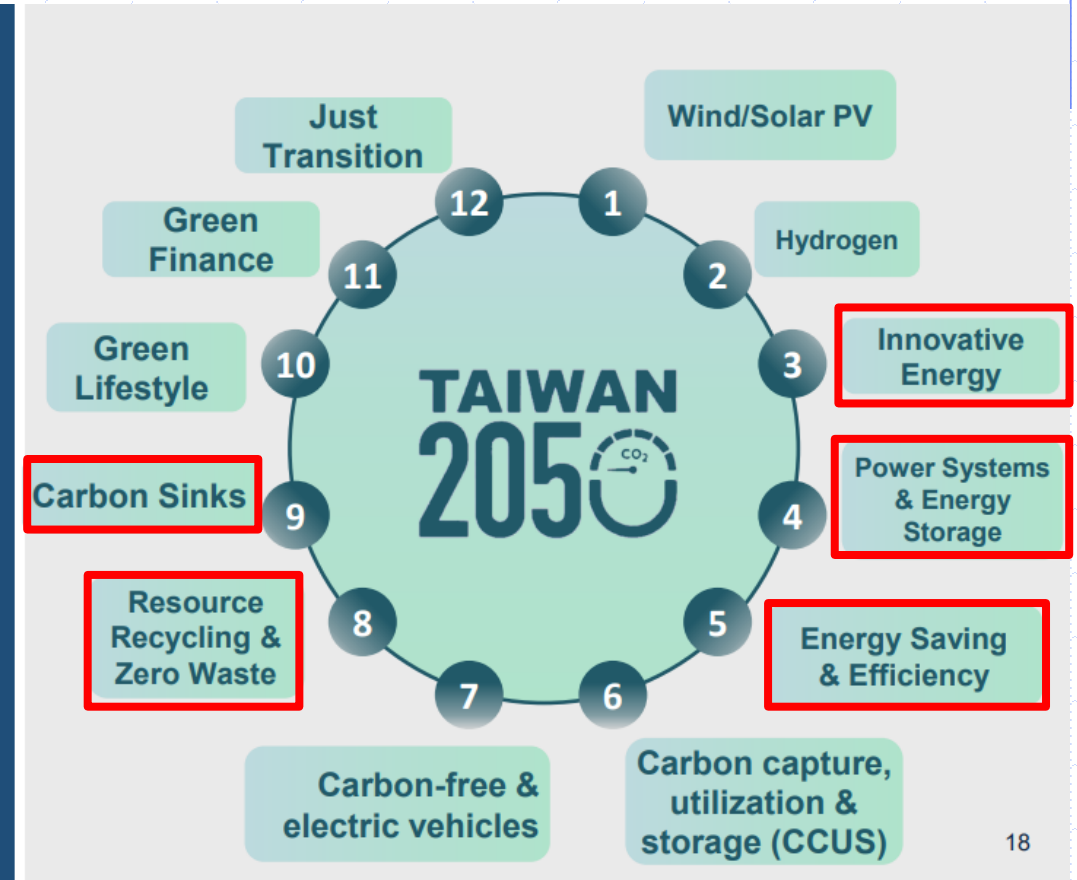 Just
Transition
Wind/Solar PV
12
1
Green
Finance
Hydrogen
11
2
Innovative
Energy
Green
Lifestyle
10
3
TAIWAN
2050
CO₂
Power Systems
& Energy
Storage
Carbon Sinks
9
4
Resource
Recycling &
Zero Waste
8
5
Energy Saving
& Efficiency
7
6
Carbon-free &
electric vehicles
Carbon capture,
utilization &
storage (CCUS)
18